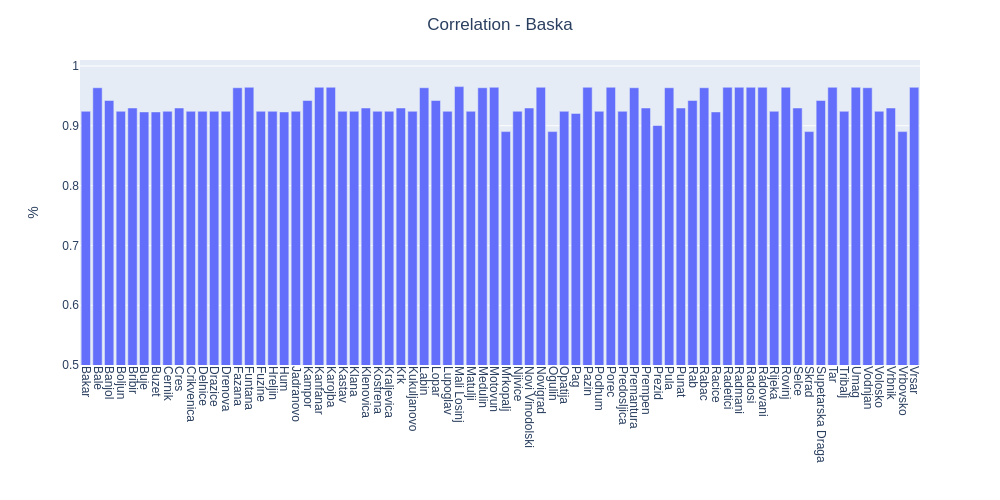 Correlation - Baska
1
0.9
0.8
0.7
0.6
0.5
%
Bakar
Bale
Banjol
Boljun
Bribir
Buje
Buzet
Cernik
Cres
Crikvenica
Delnice
Drazice
Drenova
Fazana
Funtana
Fuzine
Hreljin
Hum
Jadranovo
Kampor
Kanfanar
Karojba
Kastav
Klana
Klenovica
Kostrena
Kraljevica
Krk
Kukuljanovo
Labin
Lopar
Lupoglav
Mali Losinj
Matulji
Medulin
Motovun
Mrkopalj
Njivice
Novi Vinodolski
Novigrad
Ogulin
Opatija
Pag
Pazin
Podhum
Porec
Predosljica
Premantura
Prempen
Prezid
Pula
Punat
Rab
Rabac
Racice
Radetici
Radmani
Radosi
Radovani
Rijeka
Rovinj
Selce
Skrad
Supetarska Draga
Tar
Tribalj
Umag
Vodnjan
Volosko
Vrbnik
Vrbovsko
Vrsar